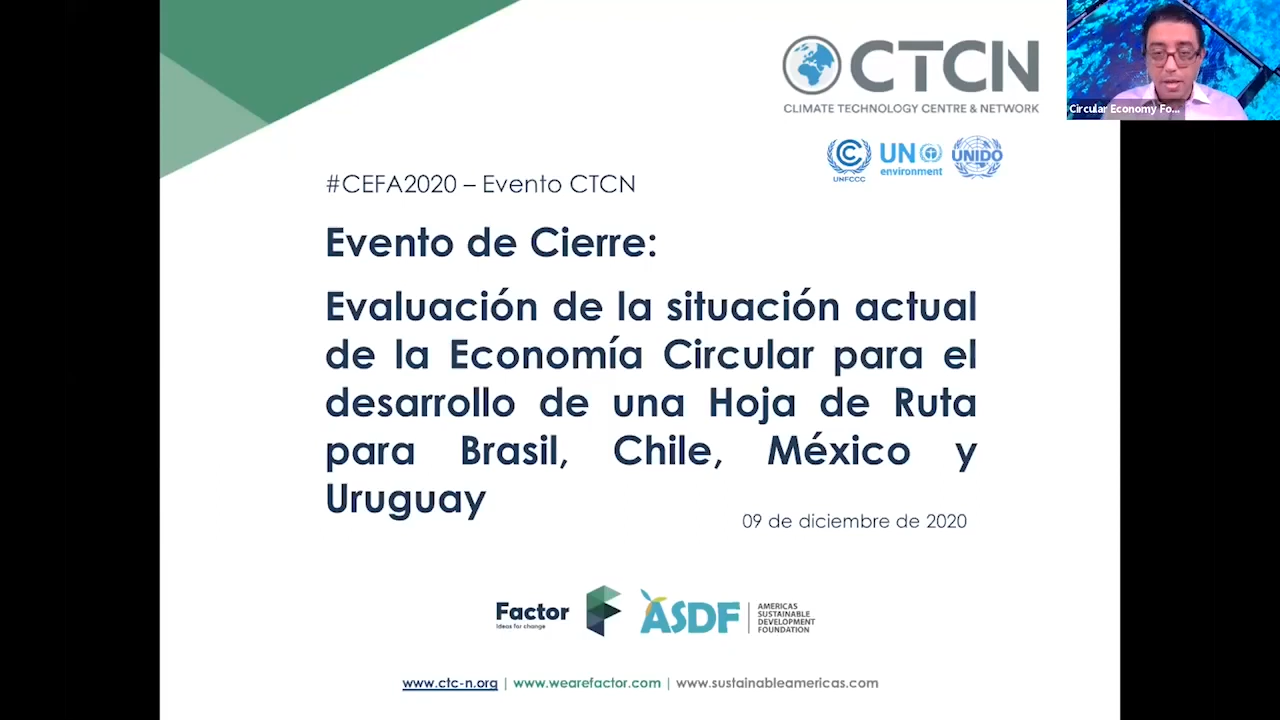 CTCN
CLIMATE TECHNOLOGY CENTRE & NETWORK
Circular Economy Fo...
UNFCCC
UN
environment
UNIDO
#CEFA2020 – Evento CTCN
Evento de Cierre:
Evaluación de la situación actual
de la Economía Circular para el
desarrollo de una Hoja de Ruta
para Brasil, Chile, México y
Uruguay
09 de diciembre de 2020
Factor
Ideas for change
ASDF
AMERICAS
SUSTAINABLE
DEVELOPMENT
FOUNDATION
www.ctc-n.org | www.wearefactor.com | www.sustainableamericas.com